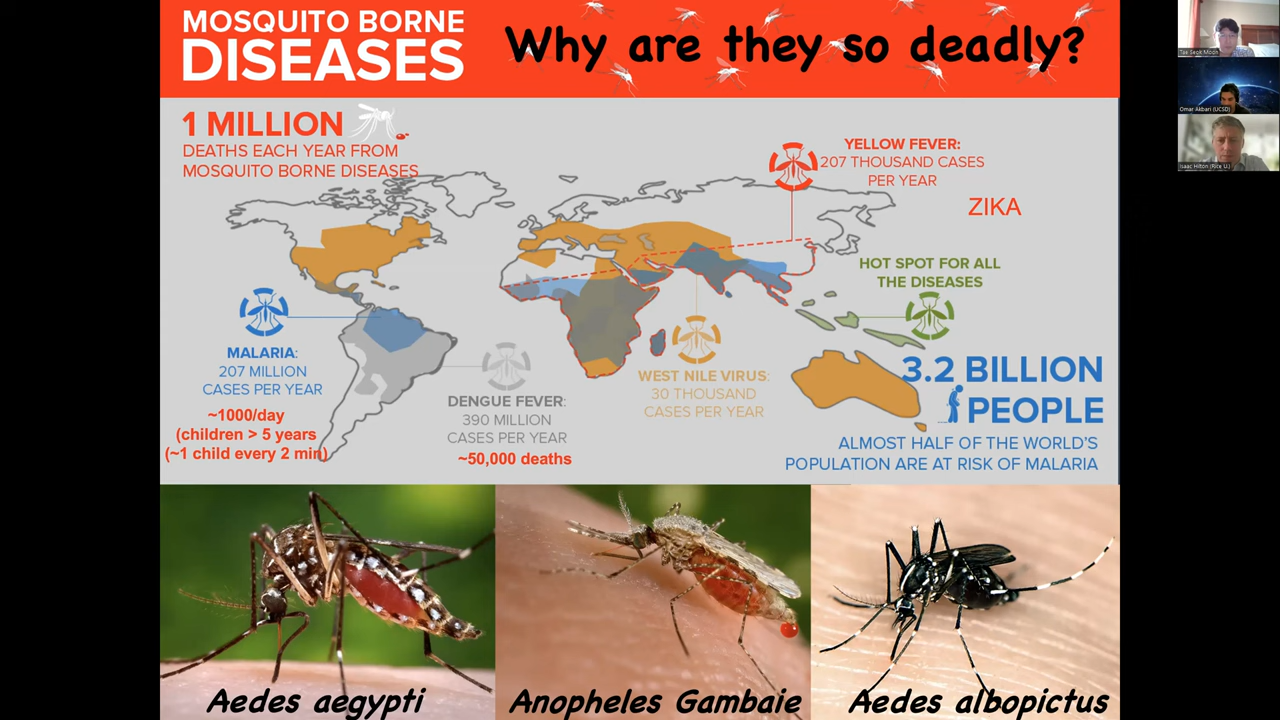 MOSQUITO BORNE
DISEASES
Why are they so deadly?
1 MILLION
DEATHS EACH YEAR FROM
MOSQUITO BORNE DISEASES
YELLOW FEVER:
207 THOUSAND CASES
PER YEAR
ZIKA
HOT SPOT FOR ALL
THE DISEASES
MALARIA:
207 MILLION
CASES PER YEAR
~1000/day
(children > 5 years
(~1 child every 2 min)
DENGUE FEVER:
390 MILLION
CASES PER YEAR
~50,000 deaths
WEST NILE VIRUS:
30 THOUSAND
CASES PER YEAR
3.2 BILLION
PEOPLE
ALMOST HALF OF THE WORLD'S
POPULATION ARE AT RISK OF MALARIA
Aedes aegypti
Anopheles Gambaie
Aedes albopictus
Tae Seok Moon
Omar Akbari (UCSD)
Isaac Hilton (Rice U.)